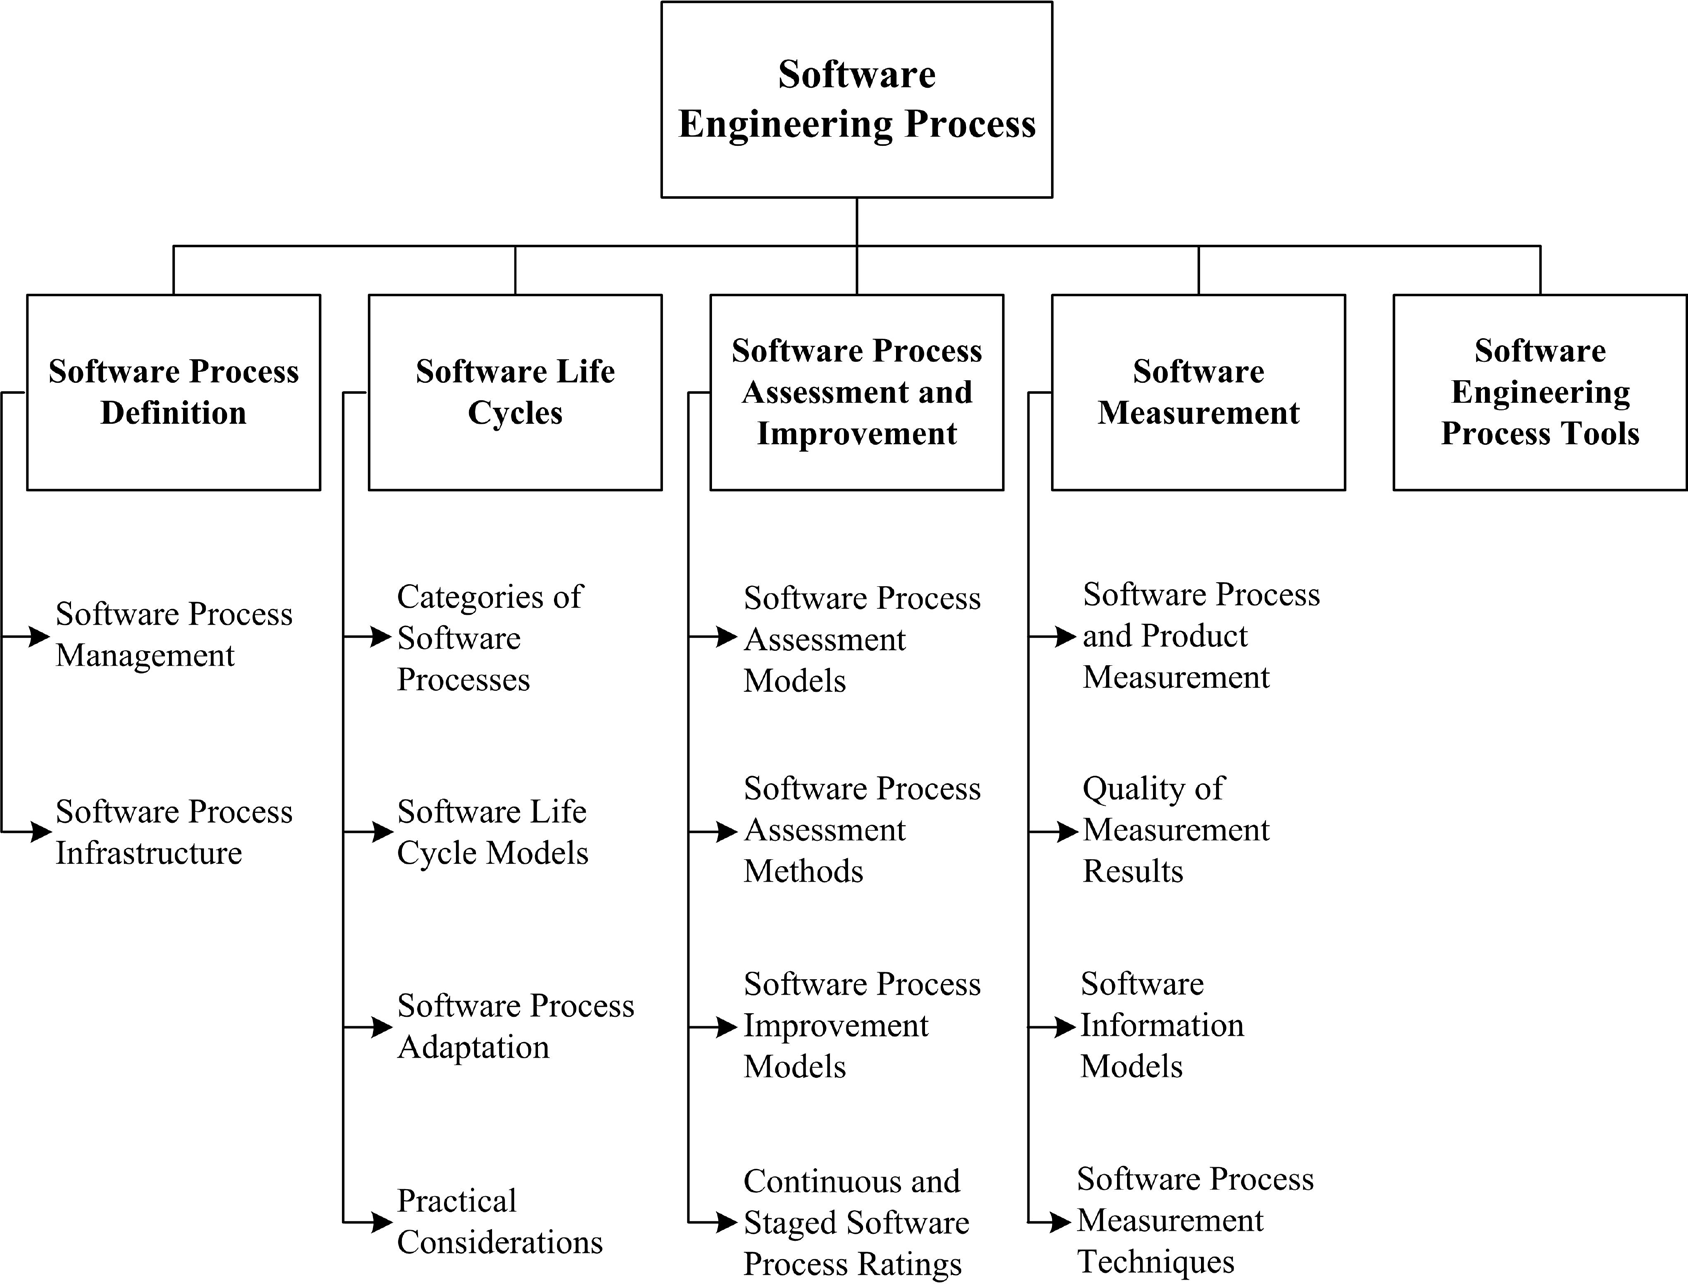 Software
Engineering Process
Software Process
Definition
Software Process
Management
Software Process
Infrastructure
Software Life
Cycles
Categories of
Software
Processes
Software Life
Cycle Models
Software Process
Adaptation
Practical
Considerations
Software Process
Assessment and
Improvement
Software Process
Assessment
Models
Software Process
Assessment
Methods
Software Process
Improvement
Models
Continuous and
Staged Software
Process Ratings
Software
Measurement
Software Process
and Product
Measurement
Quality of
Measurement
Results
Software
Information
Models
Software Process
Measurement
Techniques
Software
Engineering
Process Tools